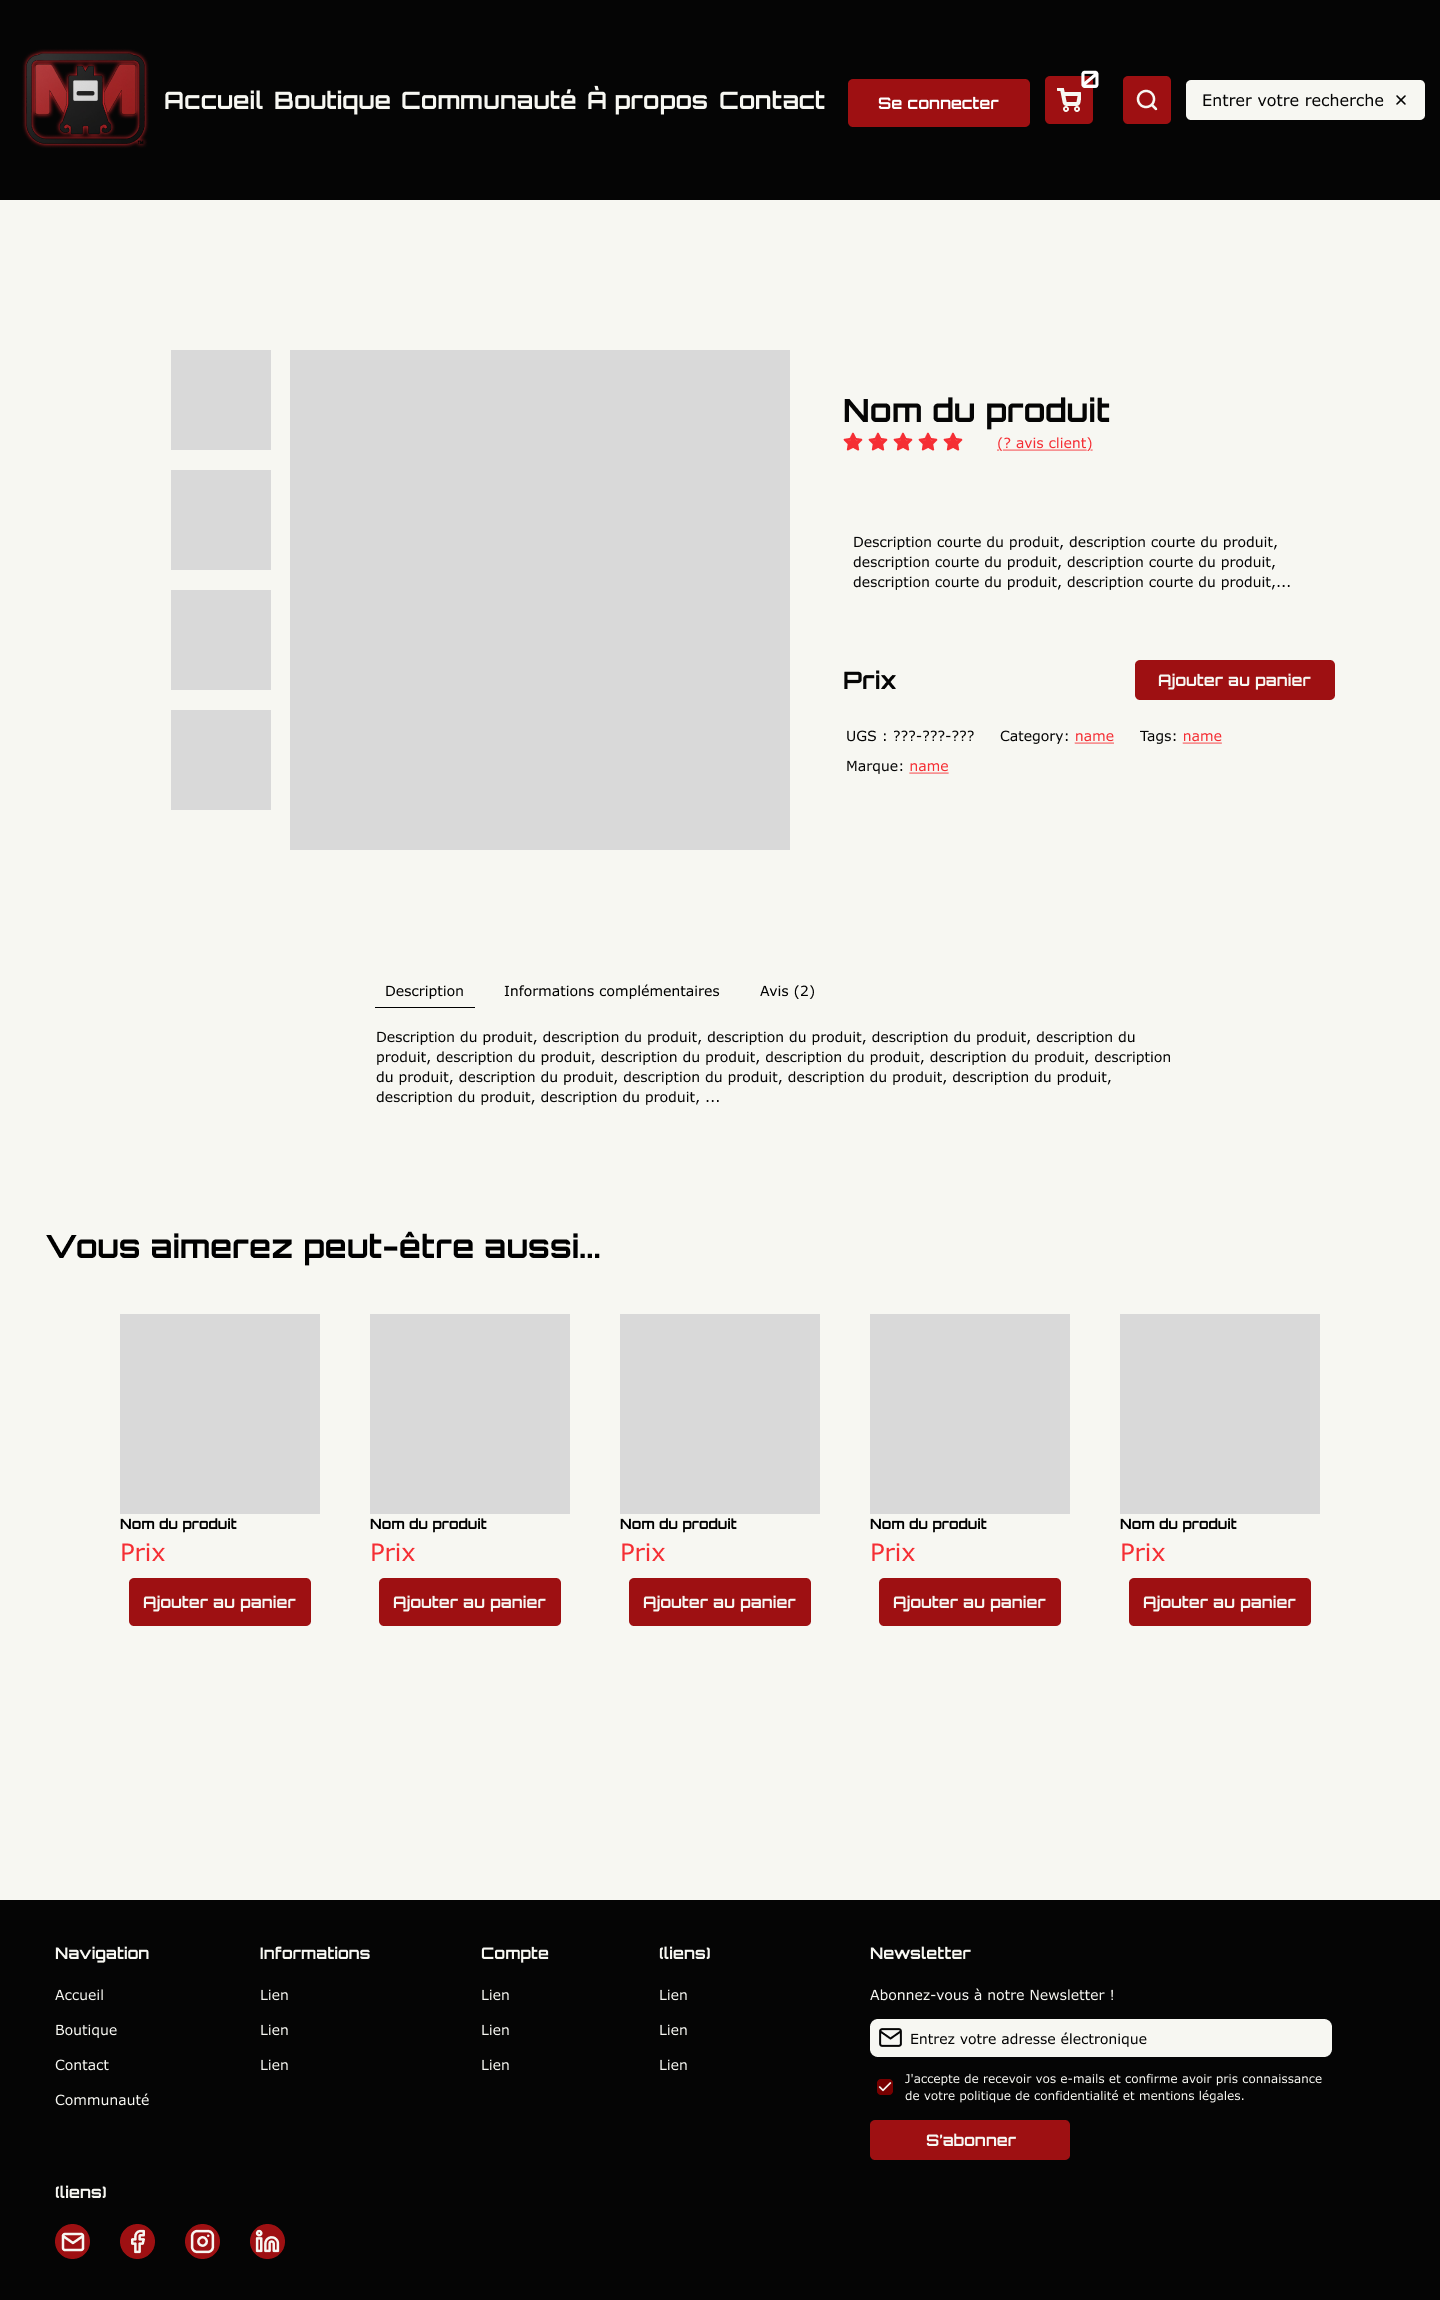 NM
Accueil Boutique Communauté À propos Contact
Se connecter
0
Entrer votre recherche
Nom du produit
(? avis client)
Description courte du produit, description courte du produit,
description courte du produit, description courte du produit,
description courte du produit, description courte du produit,...
Prix
Ajouter au panier
UGS : ???-???-??? Category: name Tags: name
Marque: name
Description Informations complémentaires Avis (2)
Description du produit, description du produit, description du produit, description du produit, description du
produit, description du produit, description du produit, description du produit, description du produit, description
du produit, description du produit, description du produit, description du produit, description du produit,
description du produit, description du produit, ...
Vous aimerez peut-être aussi...
Nom du produit Nom du produit Nom du produit Nom du produit Nom du produit
Prix Prix Prix Prix Prix
Ajouter au panier Ajouter au panier Ajouter au panier Ajouter au panier Ajouter au panier
Navigation
Accueil
Boutique
Contact
Communauté
Informations
Lien
Lien
Lien
Compte
Lien
Lien
Lien
(liens)
Lien
Lien
Lien
Newsletter
Abonnez-vous à notre Newsletter !
Entrez votre adresse électronique
J'accepte de recevoir vos e-mails et confirme avoir pris connaissance
de votre politique de confidentialité et mentions légales.
S'abonner
(liens)